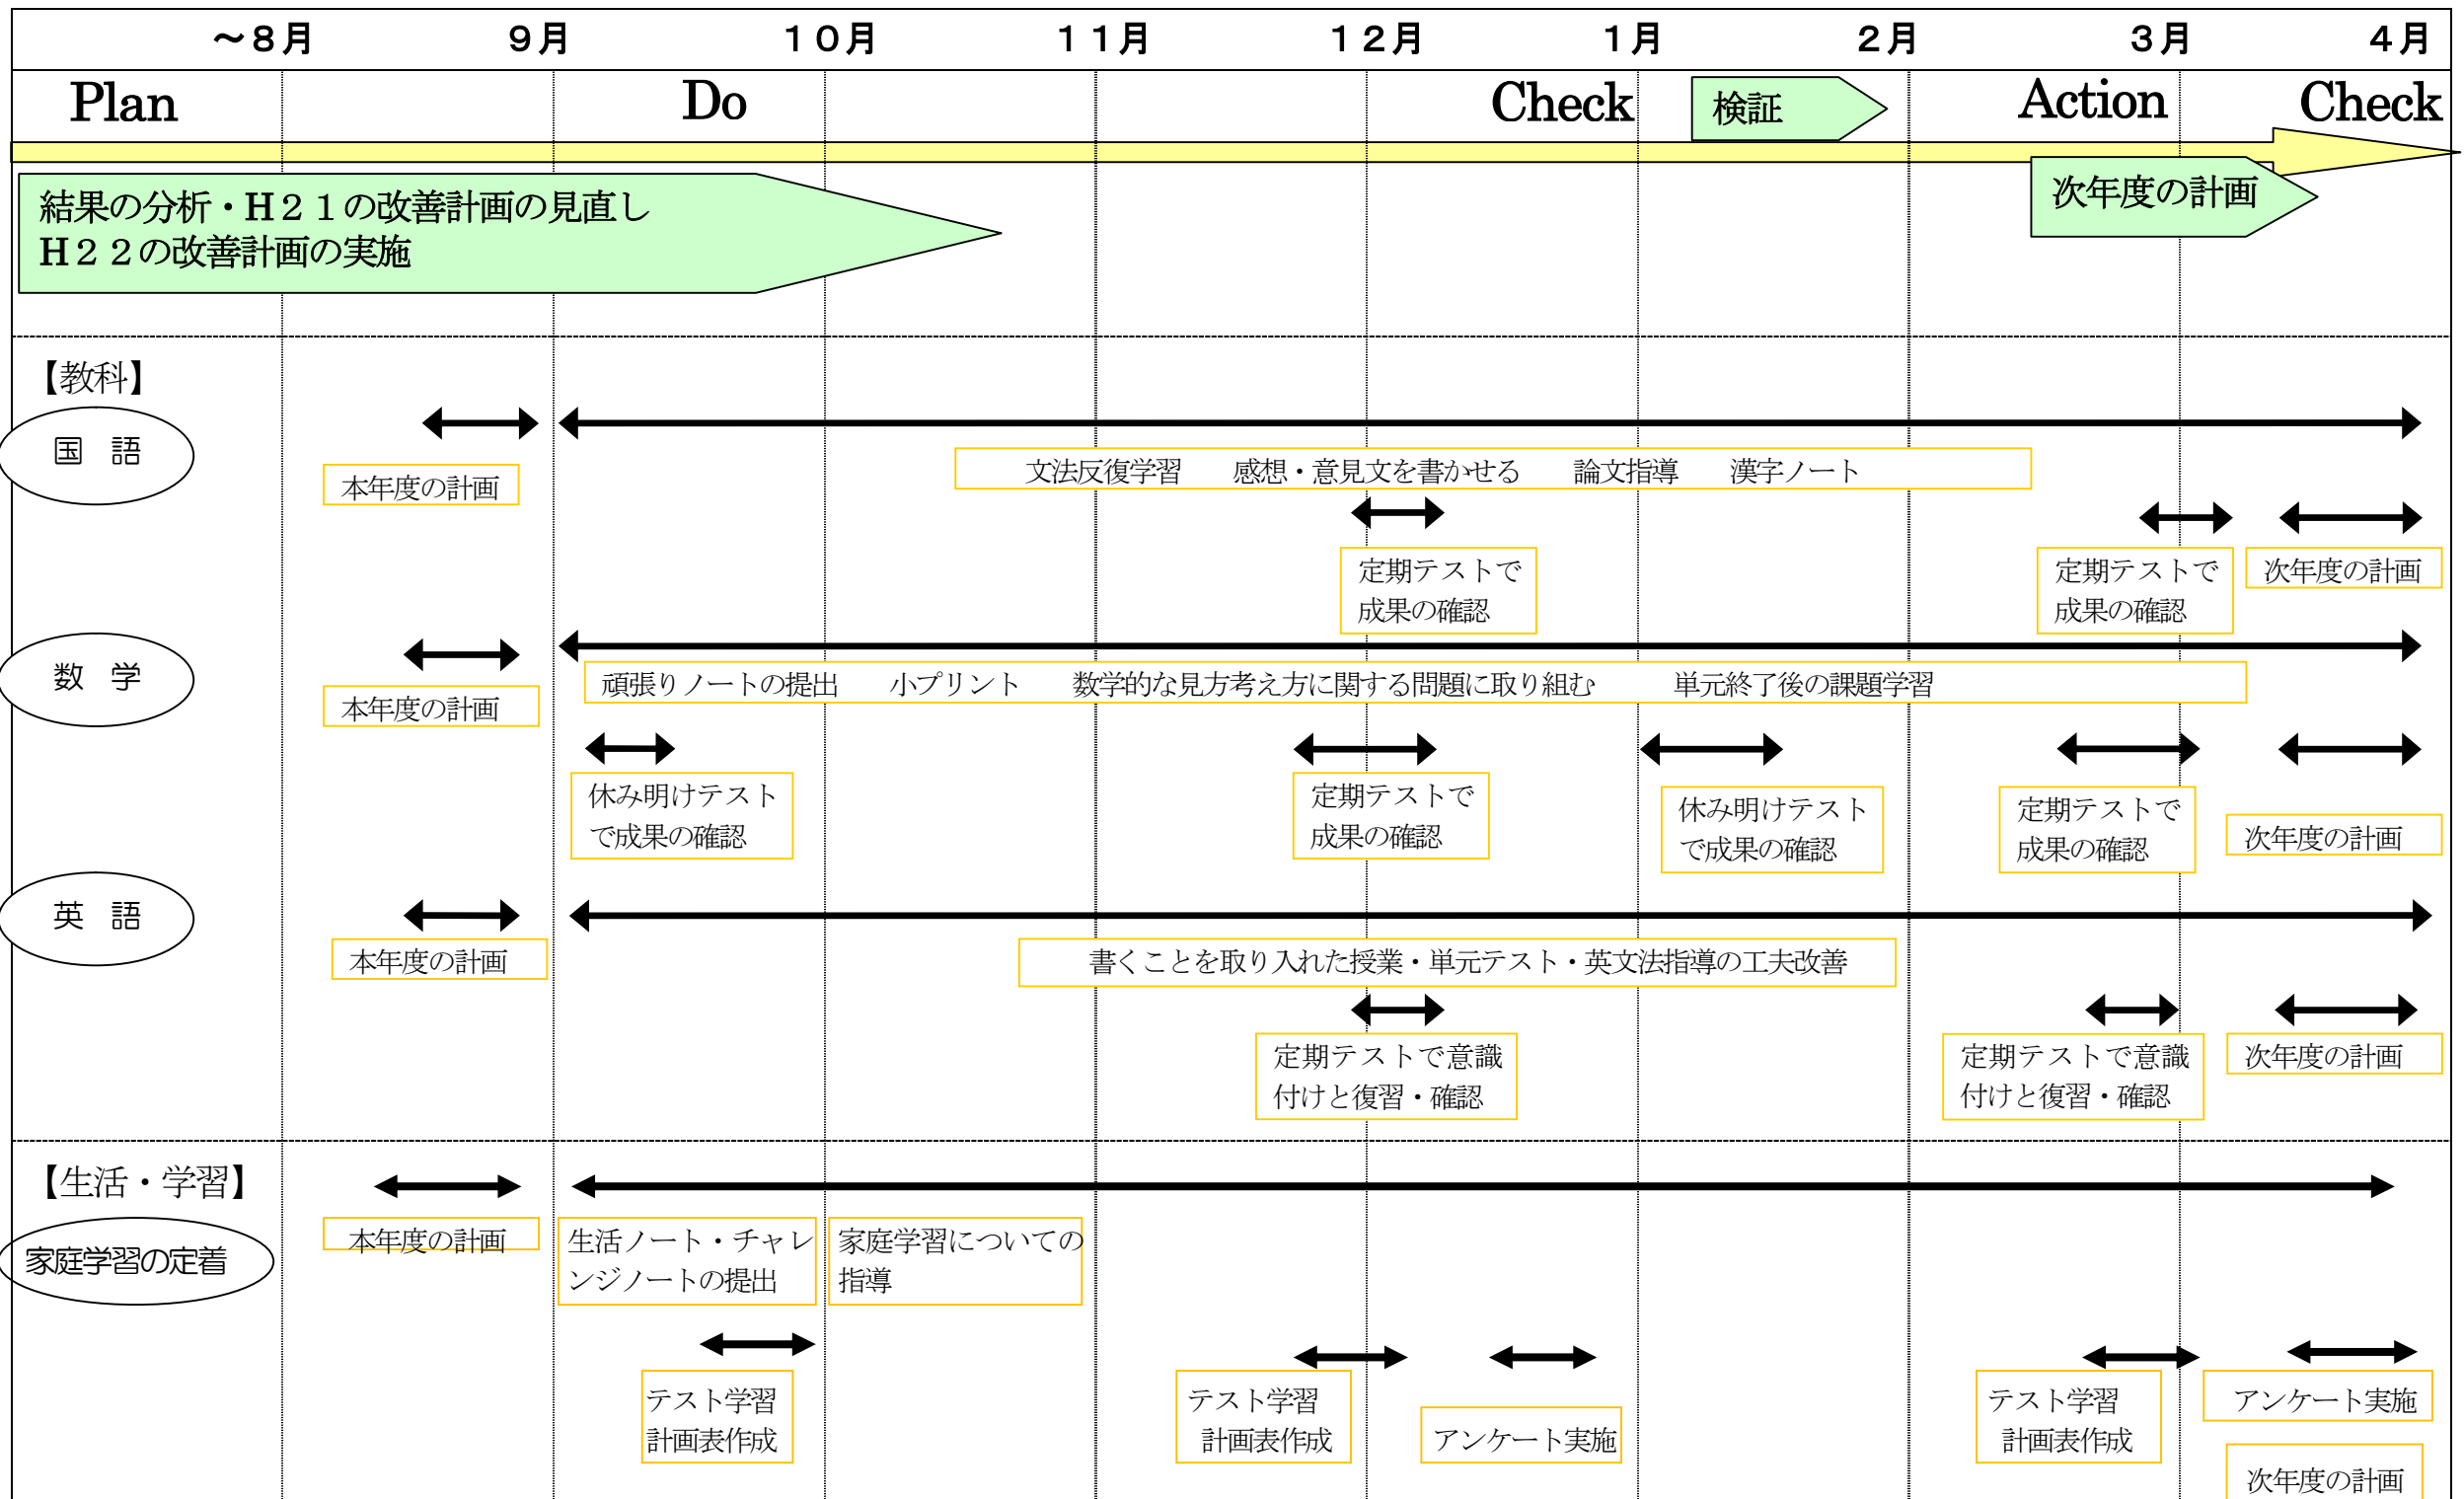 ～８月 ９月 １０月 １１月 １２月 １月 ２月 ３月 ４月
Plan Do Check 検証 Action Check
結果の分析・H２１の改善計画の見直し
H２２の改善計画の実施
次年度の計画
【教科】
国　語
本年度の計画
文法反復学習　　感想・意見文を書かせる　　論文指導　　漢字ノート
定期テストで
成果の確認
定期テストで
成果の確認
次年度の計画
数　学
本年度の計画
頑張りノートの提出　　小プリント　　数学的な見方考え方に関する問題に取り組む　　　単元終了後の課題学習
休み明けテスト
で成果の確認
定期テストで
成果の確認
休み明けテスト
で成果の確認
定期テストで
成果の確認
次年度の計画
英　語
本年度の計画
書くことを取り入れた授業・単元テスト・英文法指導の工夫改善
定期テストで意識
付けと復習・確認
定期テストで意識
付けと復習・確認
次年度の計画
【生活・学習】
家庭学習の定着
本年度の計画
生活ノート・チャレ
ンジノートの提出
家庭学習についての
指導
テスト学習
計画表作成
テスト学習
計画表作成
アンケート実施
テスト学習
計画表作成
アンケート実施
次年度の計画